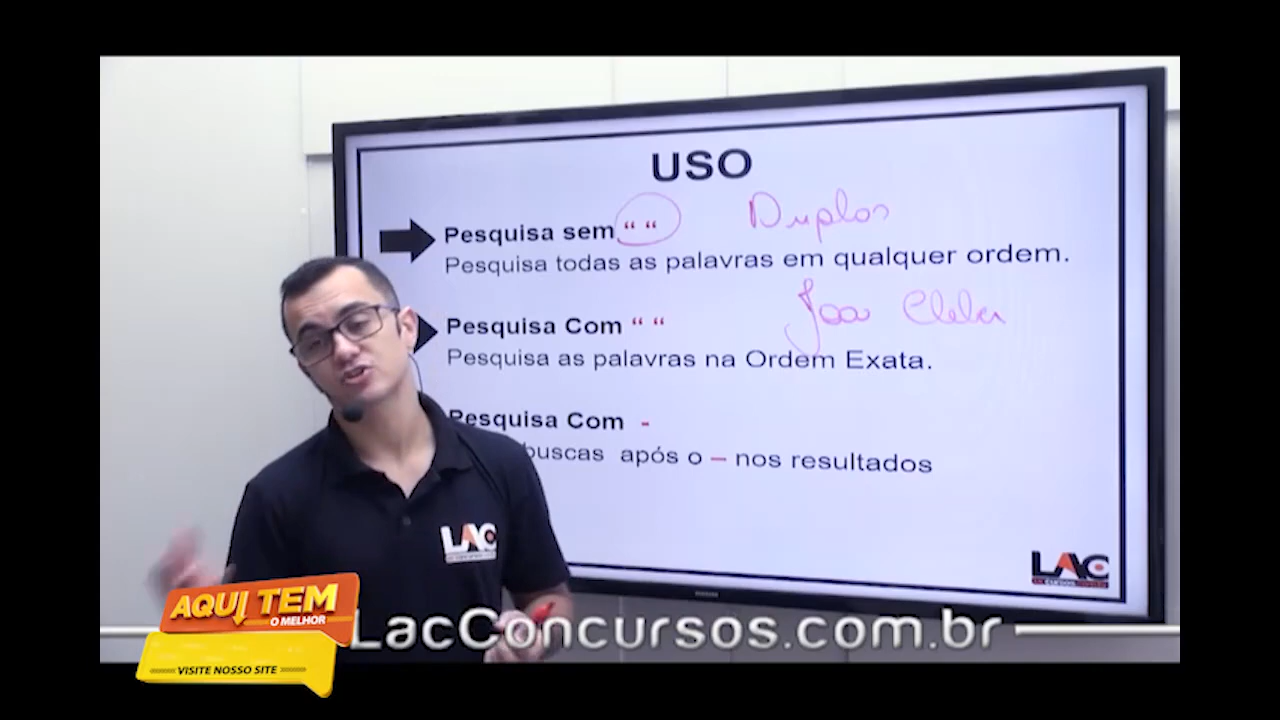 USO
Pesquisa sem “ “ Duplos
Pesquisa todas as palavras em qualquer ordem.
Joao Cleber
Pesquisa Com “ “
Pesquisa as palavras na Ordem Exata.
Pesquisa Com -
buscas após o – nos resultados
LAC
LAC
AQUI TEM
O MELHOR
LacConcursos.com.br
VISITE NOSSO SITE